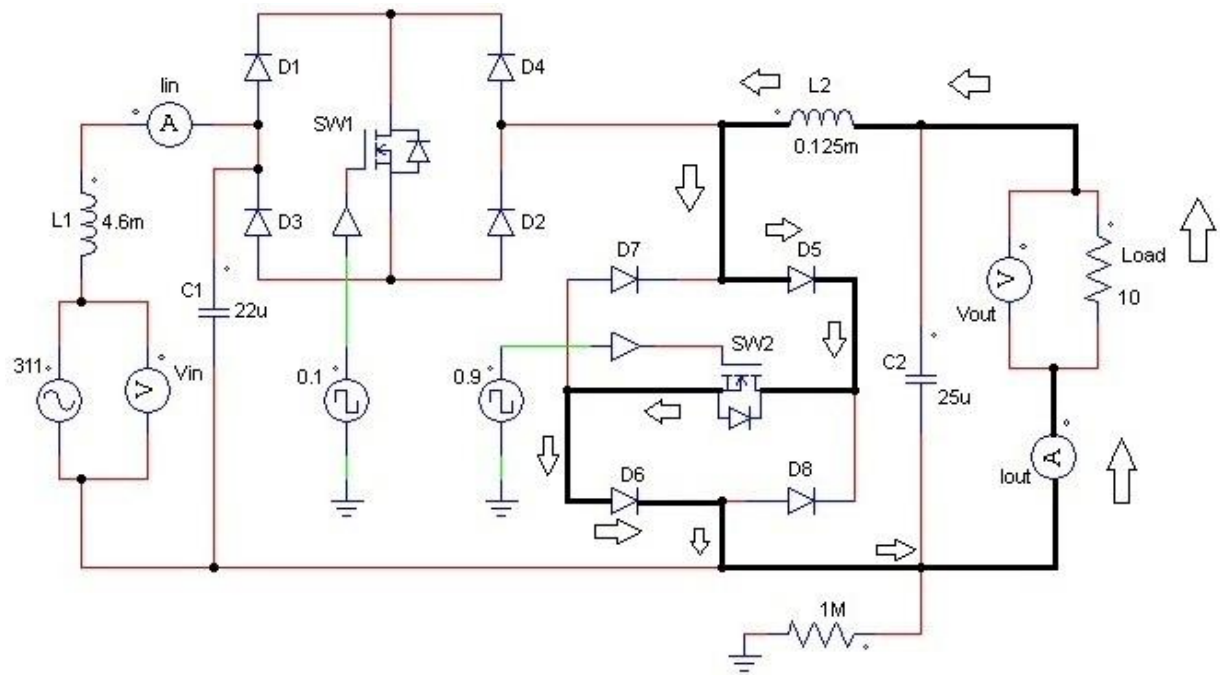 D1
D4
L2
Iin
A
SW1
0.125m
L1
4.6m
D3
D2
D7
D5
Load
C1
V
22u
Vout
10
SW2
311
V
Vin
0.1
0.9
C2
25u
D6
D8
A
Iout
1M